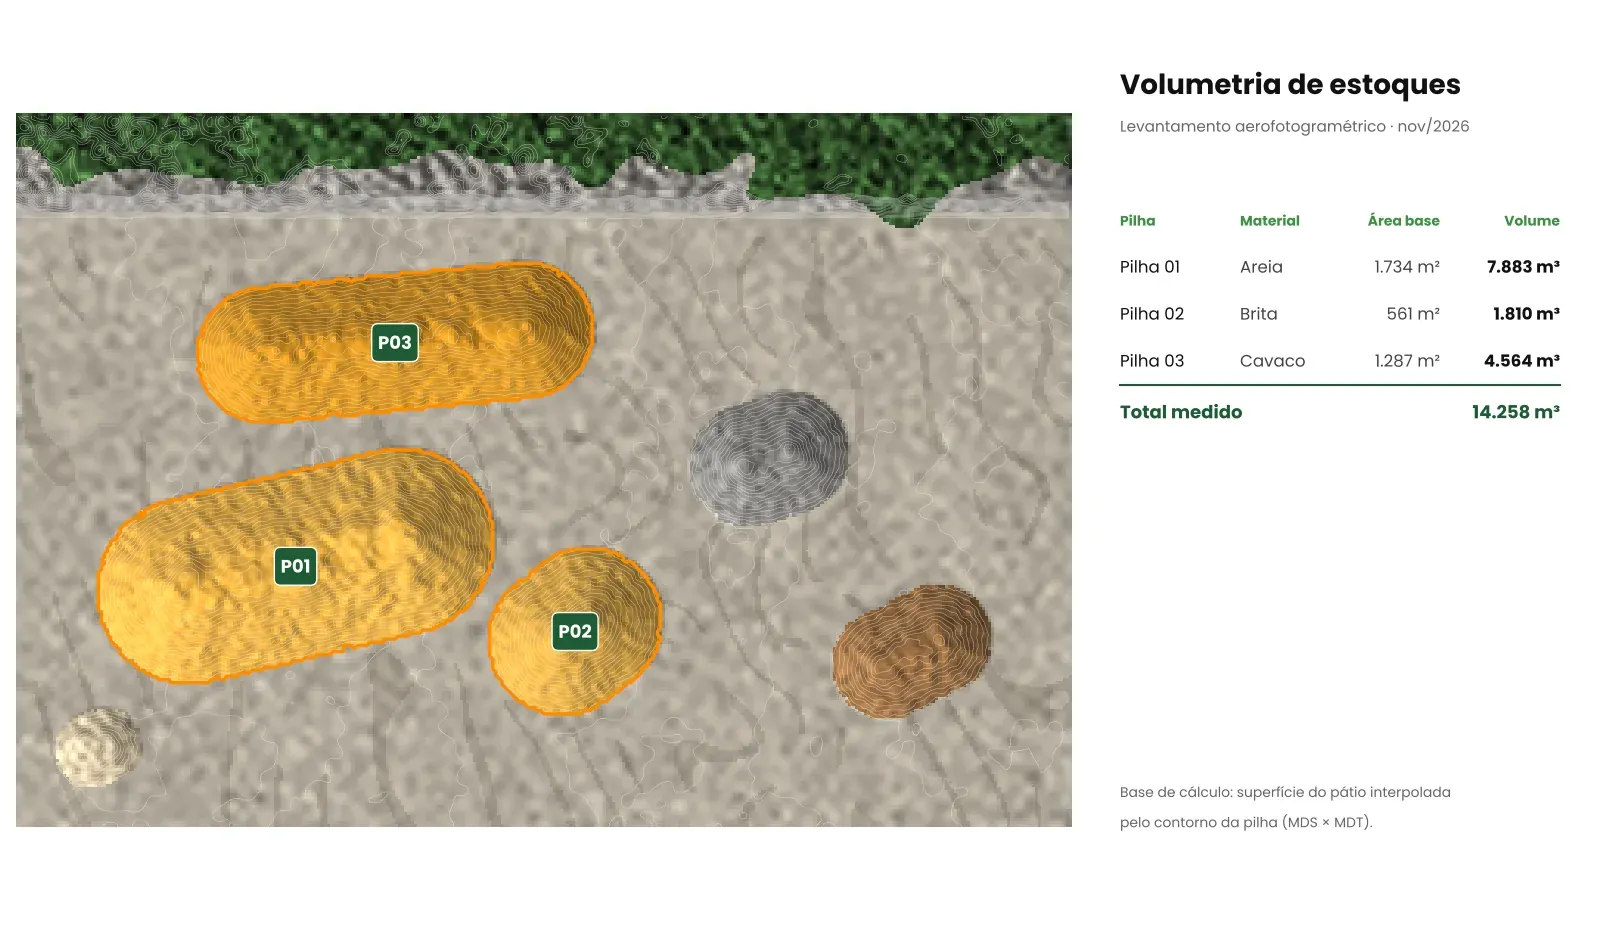 Volumetria de estoques
Levantamento aerofotogramétrico · nov/2026
Pilha Material Área base Volume
Pilha 01 Areia 1.734 m² 7.883 m³
Pilha 02 Brita 561 m² 1.810 m³
Pilha 03 Cavaco 1.287 m² 4.564 m³
Total medido 14.258 m³
P03
P01
P02
Base de cálculo: superfície do pátio interpolada
pelo contorno da pilha (MDS × MDT).